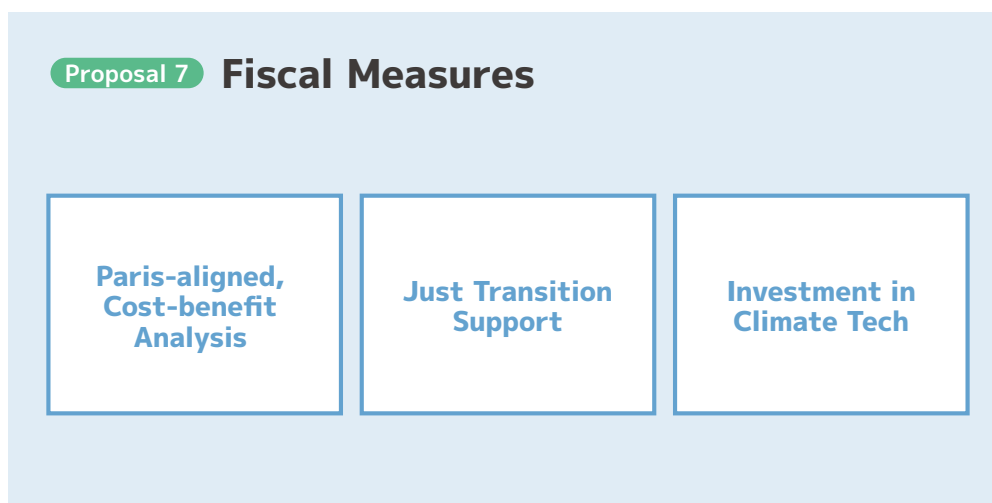 Proposal 7 Fiscal Measures
Paris-aligned,
Cost-benefit
Analysis
Just Transition
Support
Investment in
Climate Tech